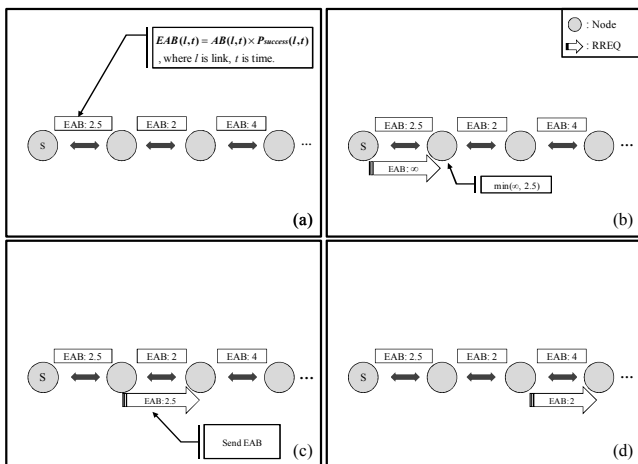 EAB(l,t) = AB(l,t) × Psuccess(l,t)
, where l is link, t is time.
EAB: 2.5
EAB: 2
EAB: 4
S
...
(a)
: Node
: RREQ
EAB: 2.5
EAB: 2
EAB: 4
S
...
EAB: ∞
min(∞, 2.5)
(b)
EAB: 2.5
EAB: 2
EAB: 4
S
...
EAB: 2.5
Send EAB
(c)
EAB: 2.5
EAB: 2
EAB: 4
S
...
EAB: 2
(d)